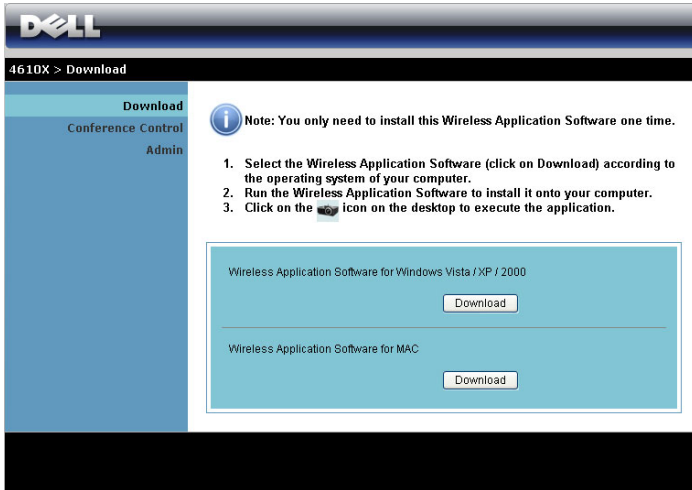 DELL
4610X > Download
Download
Conference Control
Admin
Note: You only need to install this Wireless Application Software one time.
1. Select the Wireless Application Software (click on Download) according to
the operating system of your computer.
2. Run the Wireless Application Software to install it onto your computer.
3. Click on the icon on the desktop to execute the application.
Wireless Application Software for Windows Vista / XP / 2000
Download
Wireless Application Software for MAC
Download